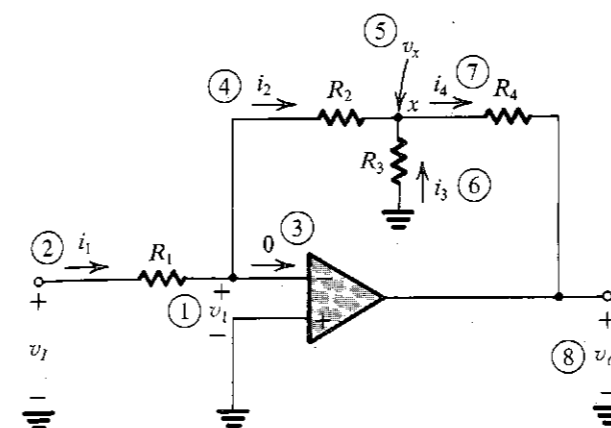 5
v_x
4 i_2 R_2 x i_4 7 R_4
R_3 i_3 6
2 i_1 R_1 0 3
+ + −
1 v_1 +
−
v_I 8
+
− −